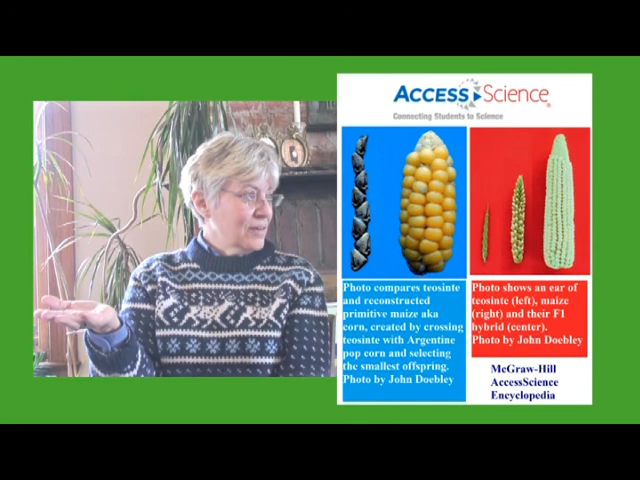 ACCESS Science®
Connecting Students to Science
Photo compares teosinte
and reconstructed
primitive maize aka
corn, created by crossing
teosinte with Argentine
pop corn and selecting
the smallest offspring.
Photo by John Doebley
Photo shows an ear of
teosinte (left), maize
(right) and their F1
hybrid (center).
Photo by John Doebley
McGraw-Hill
AccessScience
Encyclopedia